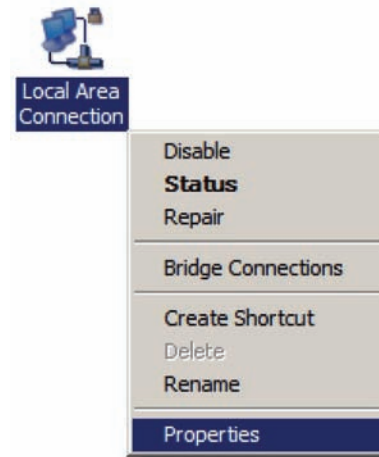 Local Area
Connection
Disable
Status
Repair
Bridge Connections
Create Shortcut
Delete
Rename
Properties